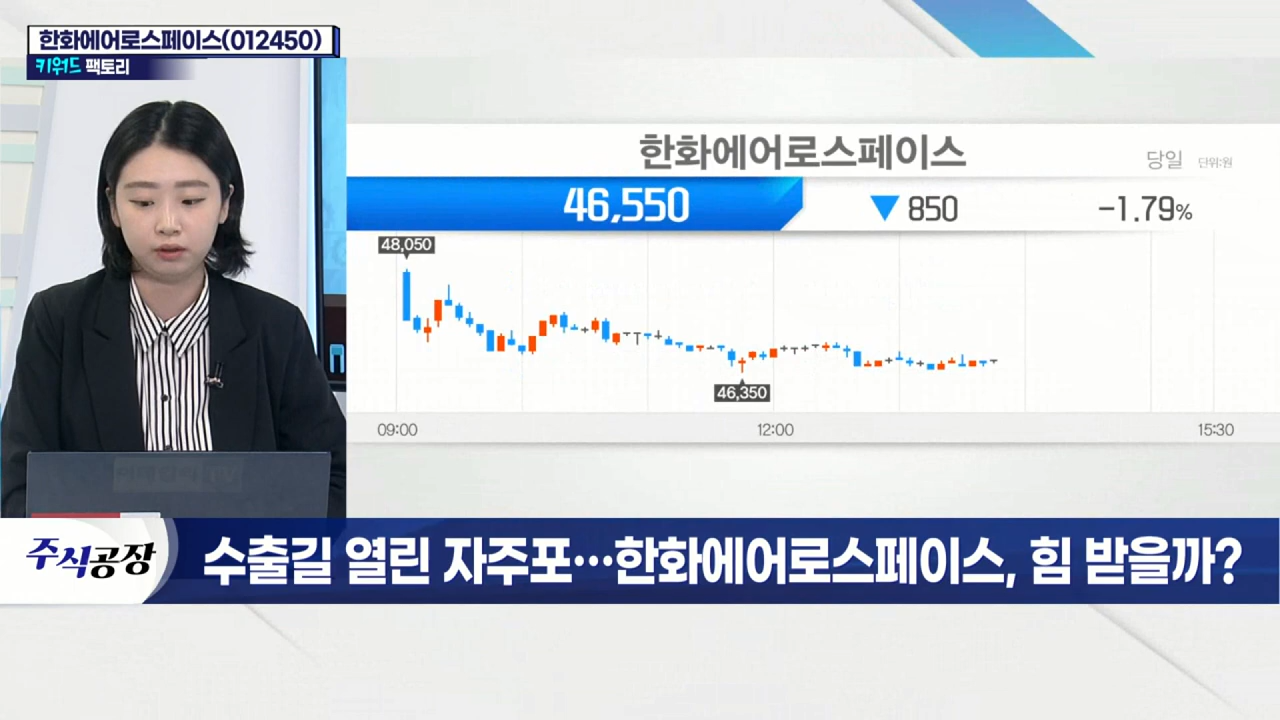 한화에어로스페이스(012450)
키워드 팩토리
한화에어로스페이스
당일 단위:원
46,550 ▼ 850 -1.79%
48,050
46,350
09:00 12:00 15:30
주식공장
수출길 열린 자주포…한화에어로스페이스, 힘 받을까?